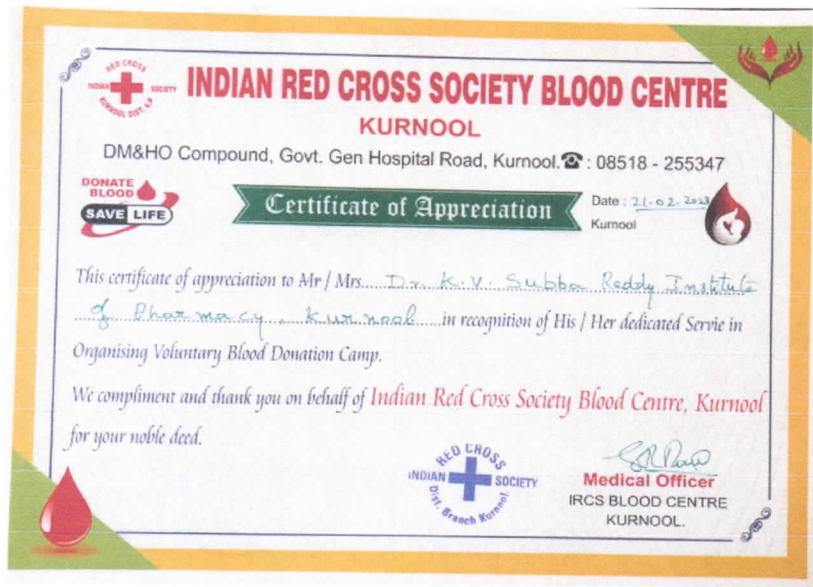 RED CROSS
INDIAN SOCIETY
KURNOOL DIST. A.P
INDIAN RED CROSS SOCIETY BLOOD CENTRE
KURNOOL
DM&HO Compound, Govt. Gen Hospital Road, Kurnool.☎: 08518 - 255347
DONATE
BLOOD
SAVE LIFE
Certificate of Appreciation
Date : 21-02-2023
Kurnool
This certificate of appreciation to Mr / Mrs. Dr. K.V. Subba Reddy Institute
of Pharmacy, Kurnool in recognition of His / Her dedicated Servie in
Organising Voluntary Blood Donation Camp.
We compliment and thank you on behalf of Indian Red Cross Society Blood Centre, Kurnool
for your noble deed.
RED CROSS
INDIAN SOCIETY
Dist. Branch Kurnool.
Medical Officer
IRCS BLOOD CENTRE
KURNOOL.